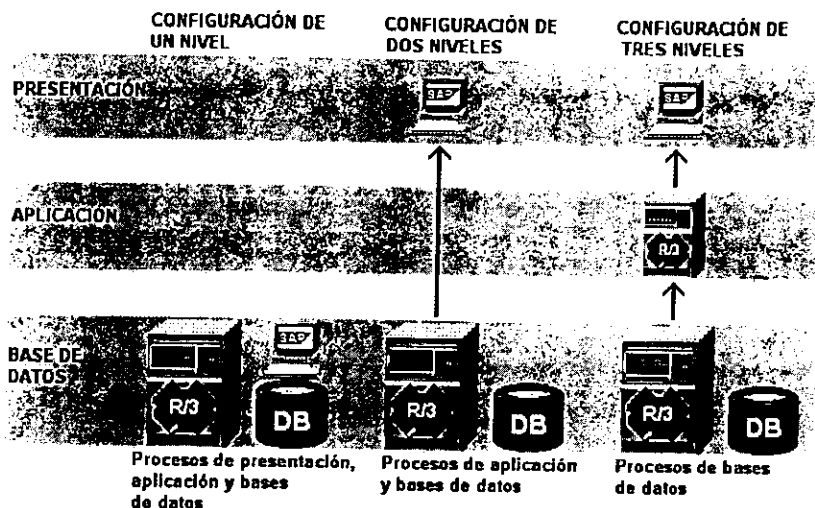 CONFIGURACIÓN DE
UN NIVEL
CONFIGURACIÓN DE
DOS NIVELES
CONFIGURACIÓN DE
TRES NIVELES
PRESENTACIÓN
SAP
SAP
APLICACIÓN
R/3
BASE DE
DATOS
SAP
R/3
DB
R/3
DB
R/3
DB
Procesos de presentación,
aplicación y bases
de datos
Procesos de aplicación
y bases de datos
Procesos de bases
de datos